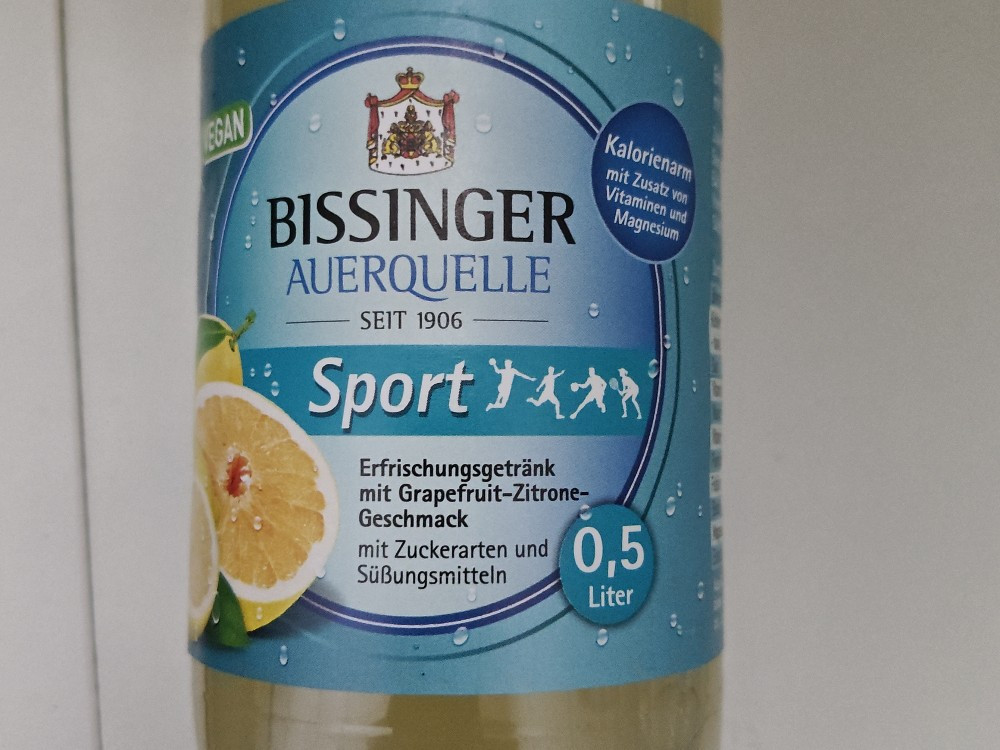 VEGAN
Kalorienarm
mit Zusatz von
Vitaminen und
Magnesium
BISSINGER
AUERQUELLE
SEIT 1906
Sport
Erfrischungsgetränk
mit Grapefruit-Zitrone-
Geschmack
mit Zuckerarten und
Süßungsmitteln
0,5
Liter